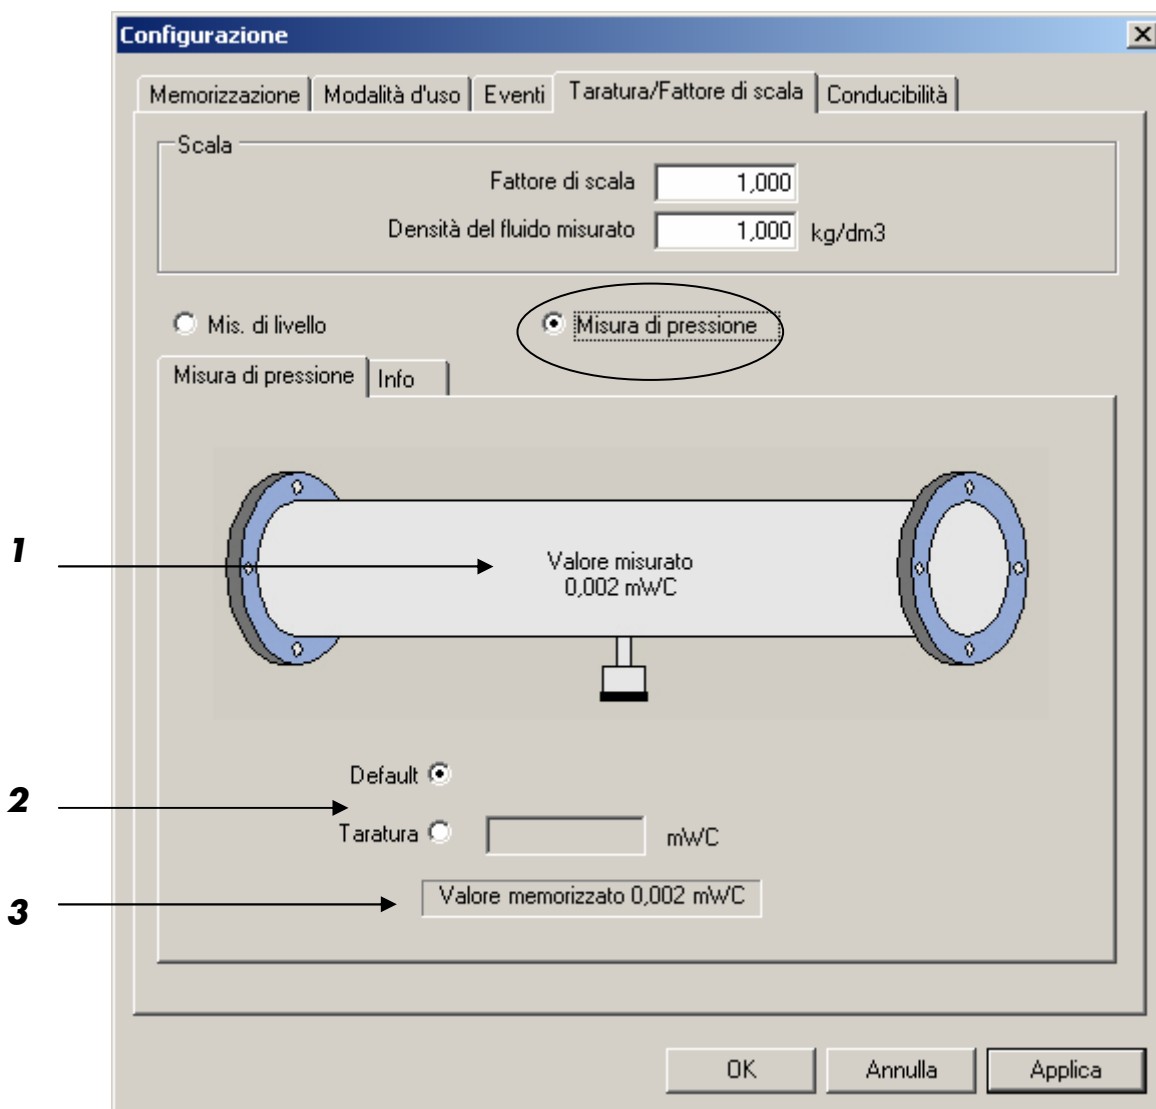 Configurazione
Memorizzazione Modalità d'uso Eventi Taratura/Fattore di scala Conducibilità
Scala
Fattore di scala 1,000
Densità del fluido misurato 1,000 kg/dm3
Mis. di livello Misura di pressione
Misura di pressione Info
1
Valore misurato
0,002 mWC
Default
2
Taratura mWC
Valore memorizzato 0,002 mWC
3
OK Annulla Applica